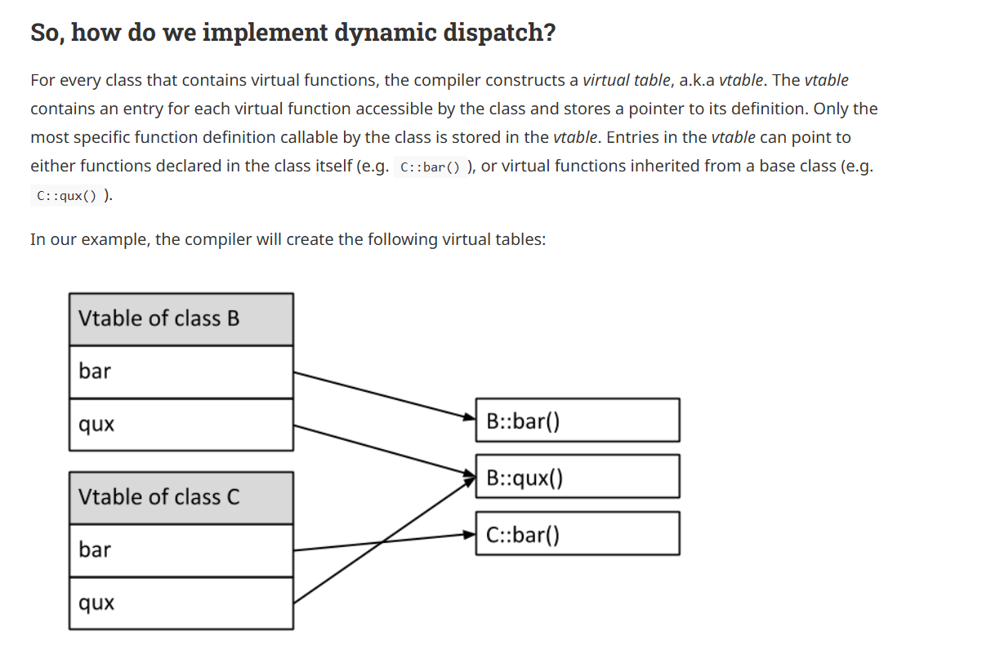 So, how do we implement dynamic dispatch?
For every class that contains virtual functions, the compiler constructs a virtual table, a.k.a vtable. The vtable
contains an entry for each virtual function accessible by the class and stores a pointer to its definition. Only the
most specific function definition callable by the class is stored in the vtable. Entries in the vtable can point to
either functions declared in the class itself (e.g. C::bar() ), or virtual functions inherited from a base class (e.g.
C::qux() ).
In our example, the compiler will create the following virtual tables:
Vtable of class B
bar
qux
B::bar()
B::qux()
C::bar()
Vtable of class C
bar
qux